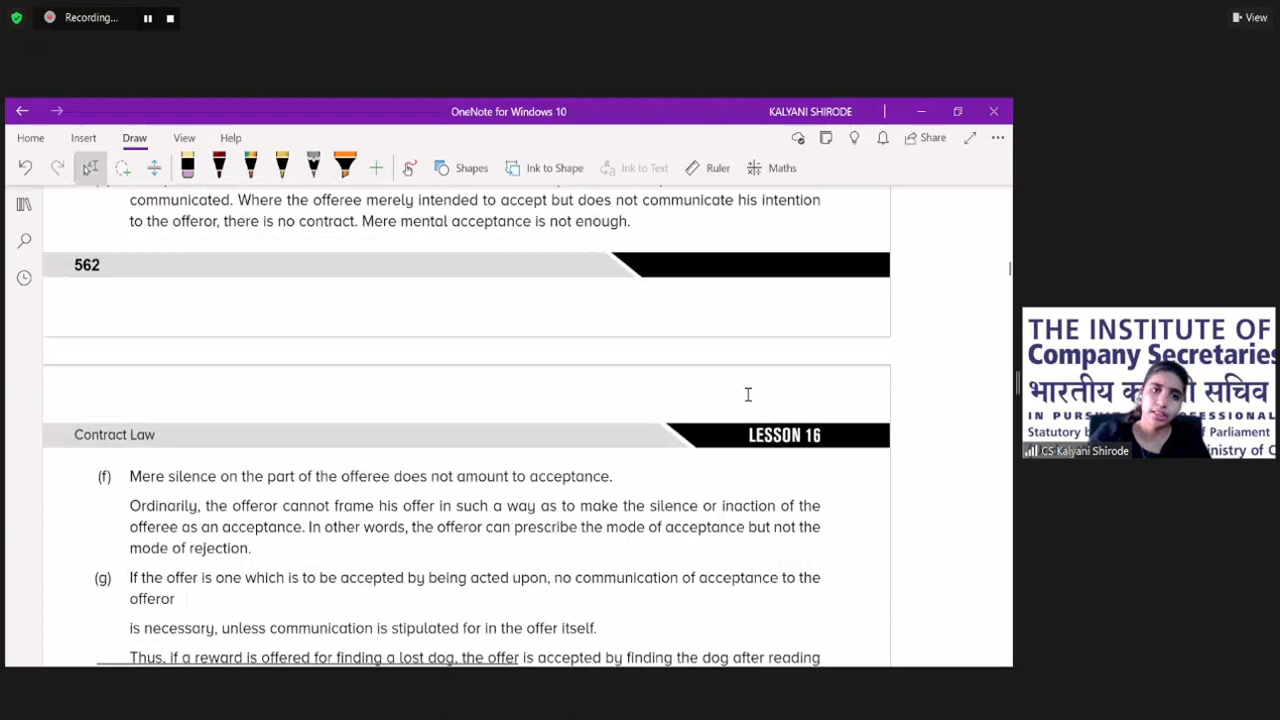 Recording...
View
OneNote for Windows 10
KALYANI SHIRODE
Home
Insert
Draw
View
Help
Share
Shapes
Ink to Shape
Ink to Text
Ruler
Maths
communicated. Where the offeree merely intended to accept but does not communicate his intention
to the offeror, there is no contract. Mere mental acceptance is not enough.
562
Contract Law
LESSON 16
(f) Mere silence on the part of the offeree does not amount to acceptance.
Ordinarily, the offeror cannot frame his offer in such a way as to make the silence or inaction of the
offeree as an acceptance. In other words, the offeror can prescribe the mode of acceptance but not the
mode of rejection.
(g) If the offer is one which is to be accepted by being acted upon, no communication of acceptance to the
offeror
is necessary, unless communication is stipulated for in the offer itself.
Thus, if a reward is offered for finding a lost dog, the offer is accepted by finding the dog after reading
THE INSTITUTE OF
Company Secretaries
भारतीय सचिव
IN PURS PROFESSIONAL
Statutory b of Parliament
CS Kalyani Shirode
inistry of C